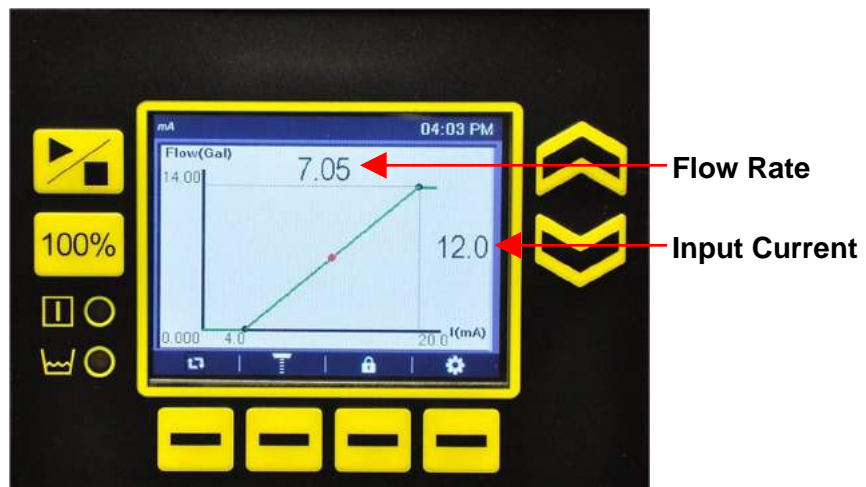 mA 04:03 PM
Flow(Gal)
7.05
Flow Rate
14.00
100%
12.0
Input Current
0.000 4.0 20.0 I(mA)